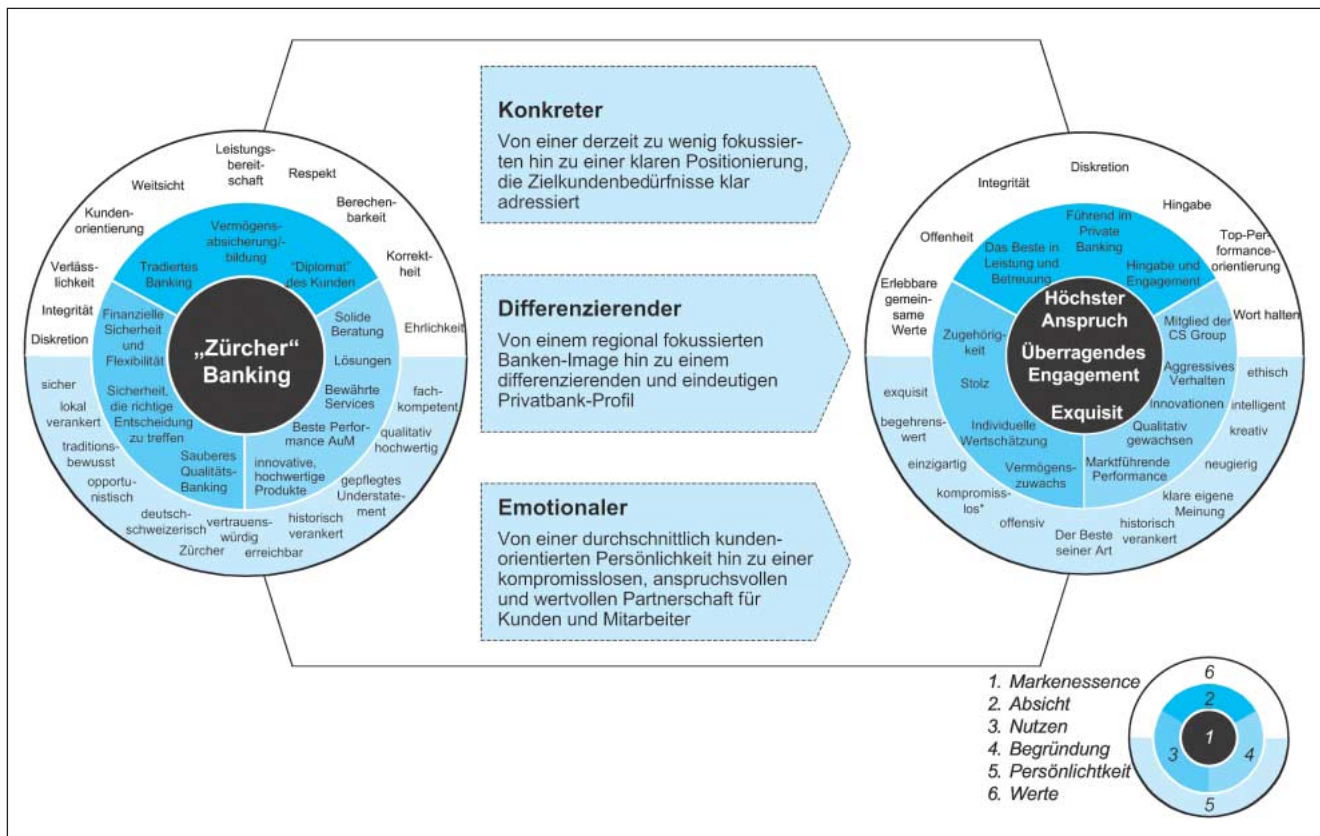 Leistungs-
bereit-
schaft
Respekt
Weitsicht
Berechen-
barkeit
Kunden-
orientierung
Korrekt-
heit
Verläss-
lichkeit
Integrität
Ehrlichkeit
Diskretion
Vermögens-
absicherung/-
bildung
Tradiertes
Banking
"Diplomat"
des Kunden
Finanzielle
Sicherheit
und
Flexibilität
Solide
Beratung
Lösungen
„Zürcher“
Banking
Sicherheit,
die richtige
Entscheidung
zu treffen
Bewährte
Services
Beste Perfor-
mance AuM
Sauberes
Qualitäts-
Banking
innovative,
hochwertige
Produkte
sicher
lokal
verankert
traditions-
bewusst
opportu-
nistisch
deutsch-
schweizerisch
Zürcher
vertrauens-
würdig
erreichbar
historisch
verankert
gepflegtes
Understate-
ment
qualitativ
hochwertig
fach-
kompetent
Konkreter
Von einer derzeit zu wenig fokussier-
ten hin zu einer klaren Positionierung,
die Zielkundenbedürfnisse klar
adressiert
Differenzierender
Von einem regional fokussierten
Banken-Image hin zu einem
differenzierenden und eindeutigen
Privatbank-Profil
Emotionaler
Von einer durchschnittlich kunden-
orientierten Persönlichkeit hin zu einer
kompromisslosen, anspruchsvollen
und wertvollen Partnerschaft für
Kunden und Mitarbeiter
Diskretion
Integrität
Hingabe
Offenheit
Top-Per-
formance-
orientierung
Erlebbare
gemein-
same
Werte
Wort halten
Führend im
Private
Banking
Das Beste in
Leistung und
Betreuung
Hingabe und
Engagement
Höchster
Anspruch
Überragendes
Engagement
Exquisit
Zugehörig-
keit
Stolz
Individuelle
Wertschätzung
Vermögens-
zuwachs
Mitglied der
CS Group
Aggressives
Verhalten
Innovationen
Qualitativ
gewachsen
Marktführende
Performance
exquisit
begehrens-
wert
einzigartig
kompromiss-
los*
offensiv
Der Beste
seiner Art
historisch
verankert
klare eigene
Meinung
neugierig
kreativ
intelligent
ethisch
1. Markenessence
2. Absicht
3. Nutzen
4. Begründung
5. Persönlichtkeit
6. Werte
6
2
1
3
4
5